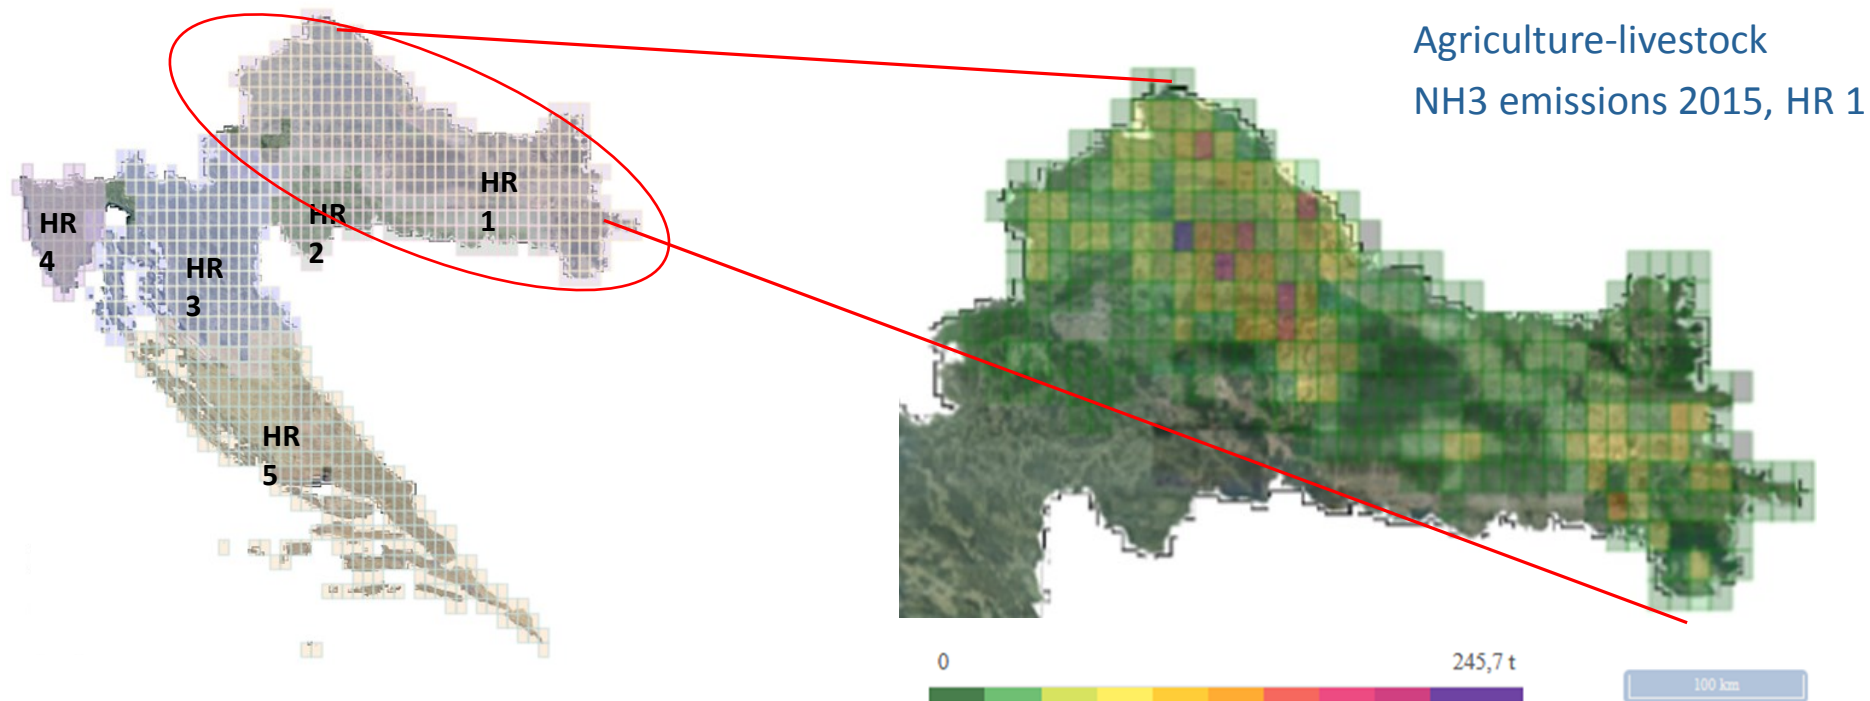 Agriculture-livestock
NH3 emissions 2015, HR 1
HR
1
HR
2
HR
4
HR
3
HR
5
0
245,7 t
100 km